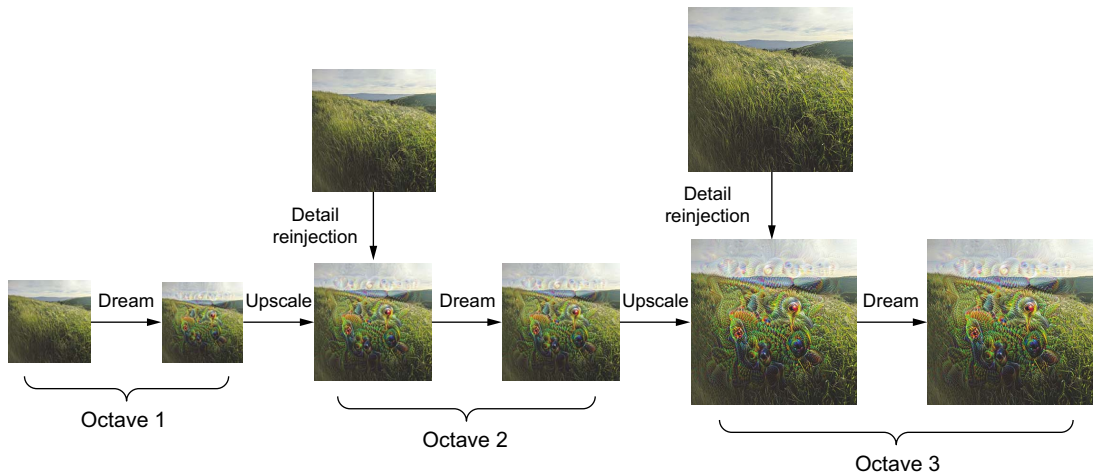 Detail
reinjection
Detail
reinjection
Dream
Upscale
Dream
Upscale
Dream
Octave 1
Octave 2
Octave 3